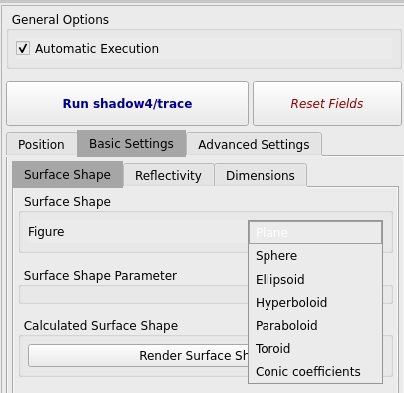 General Options
Automatic Execution
Run shadow4/trace
Reset Fields
Position
Basic Settings
Advanced Settings
Surface Shape
Reflectivity
Dimensions
Surface Shape
Figure
Plane
Sphere
Ellipsoid
Hyperboloid
Paraboloid
Toroid
Conic coefficients
Surface Shape Parameter
Calculated Surface Shape
Render Surface Sh